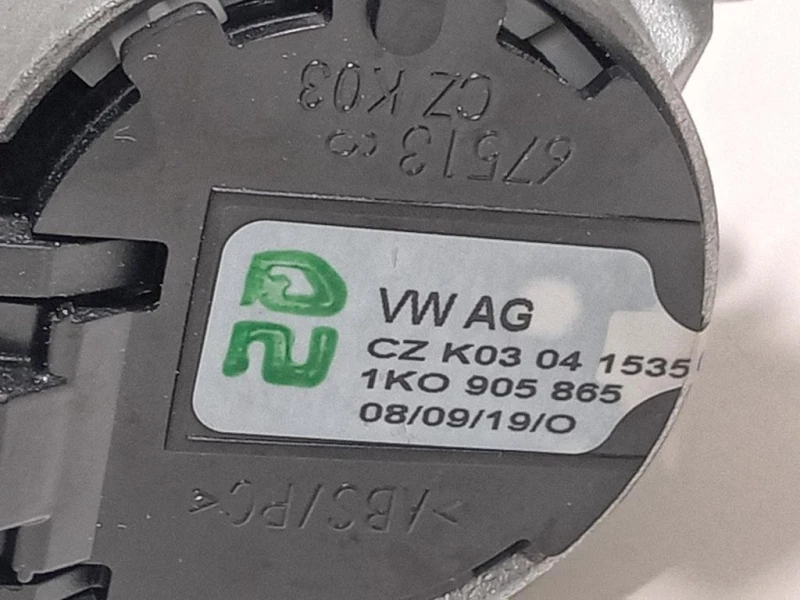 CZ K03
67513
VW AG
CZ K03 04 1535
1KO 905 865
08/09/19/O
>ABS/PC<